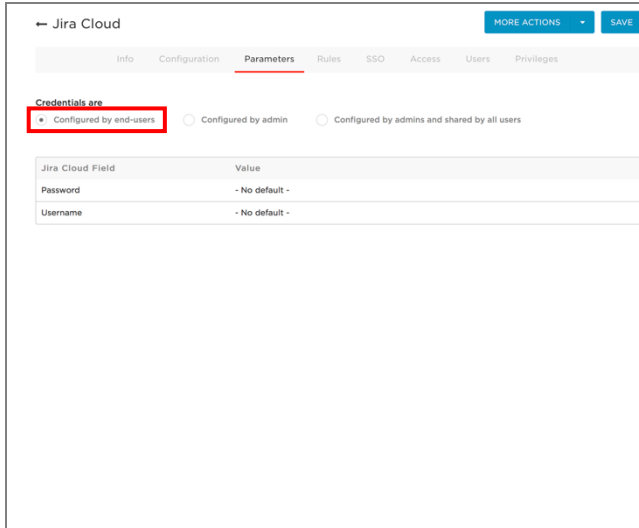 ← Jira Cloud
MORE ACTIONS
SAVE
Info Configuration Parameters Rules SSO Access Users Privileges
Credentials are
Configured by end-users Configured by admin Configured by admins and shared by all users
Jira Cloud Field Value
Password - No default -
Username - No default -